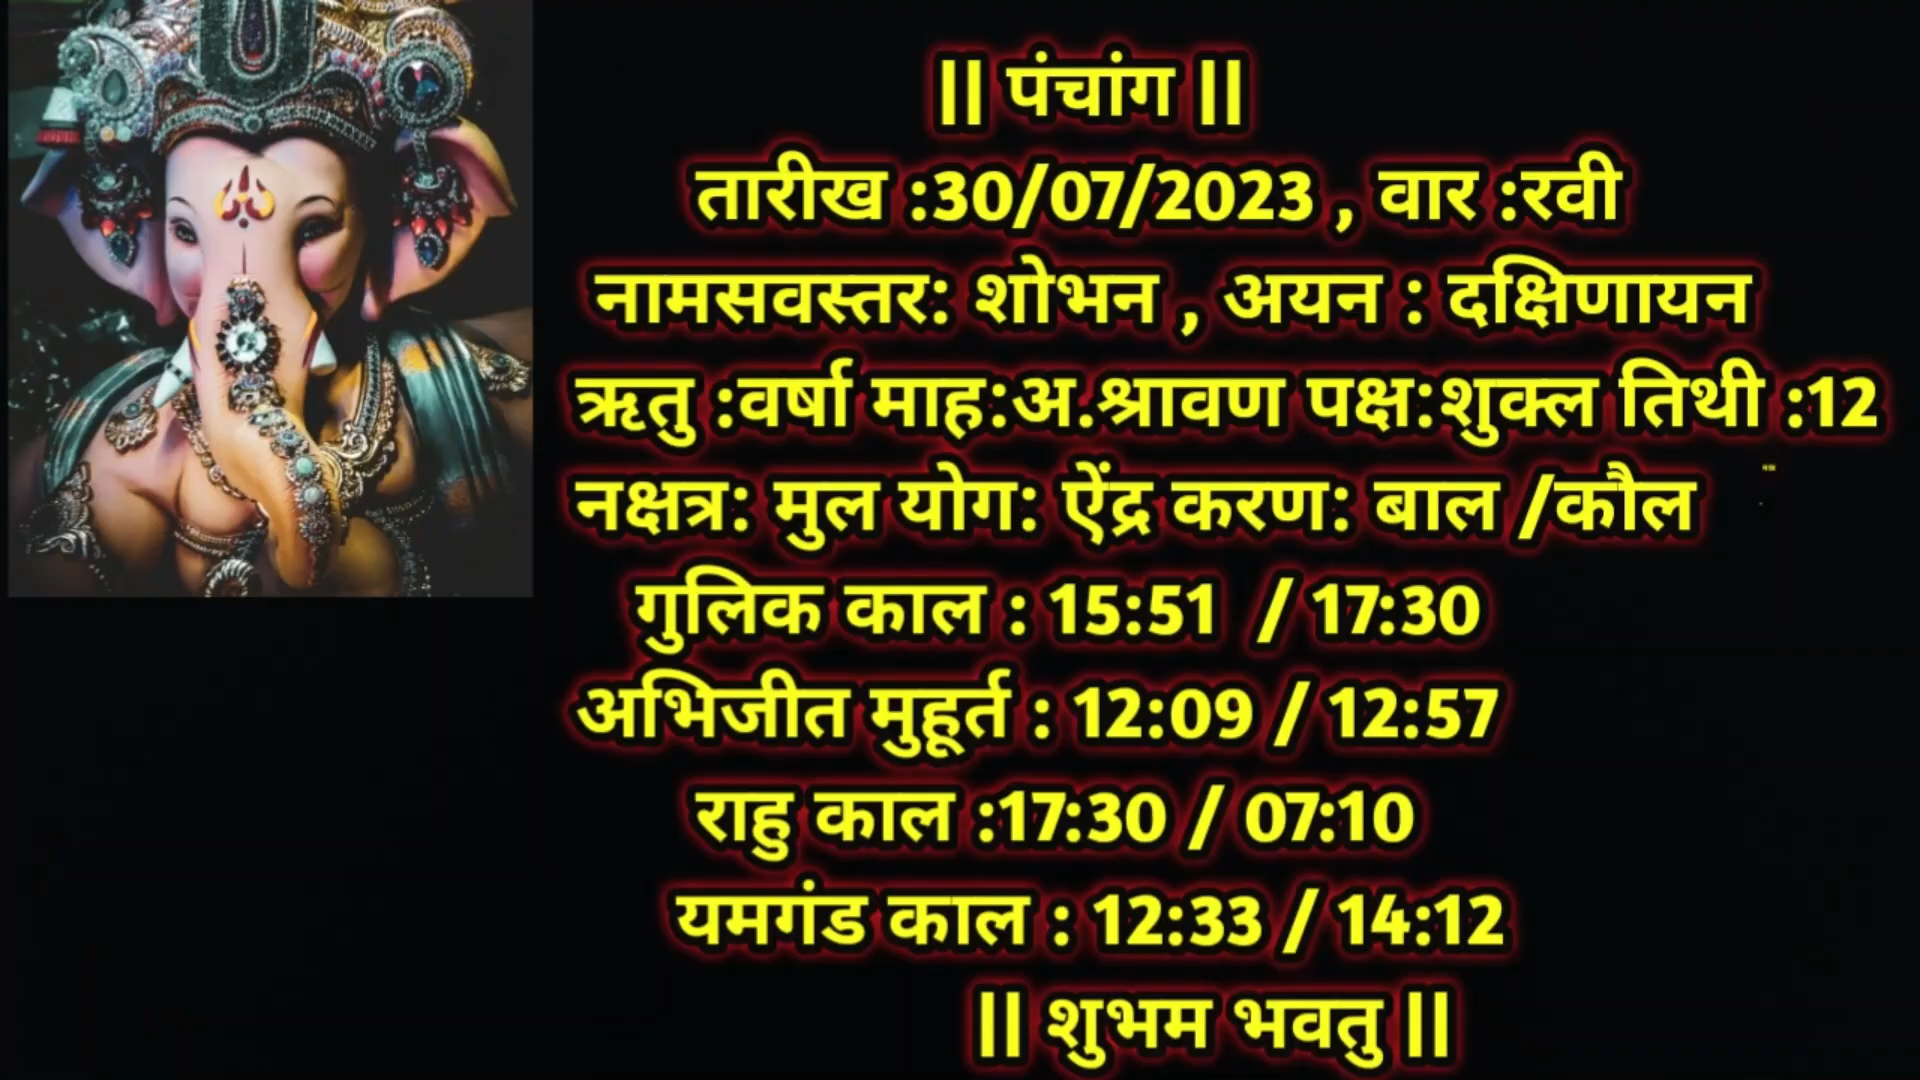 || पंचांग ||
तारीख :30/07/2023 , वार :रवी
नामसवस्तर: शोभन , अयन : दक्षिणायन
ऋतु :वर्षा माह:अ.श्रावण पक्ष:शुक्ल तिथी :12
नक्षत्र: मुल योग: ऐंद्र करण: बाल /कौल
गुलिक काल : 15:51 / 17:30
अभिजीत मुहूर्त : 12:09 / 12:57
राहु काल :17:30 / 07:10
यमगंड काल : 12:33 / 14:12
|| शुभम भवतु ||